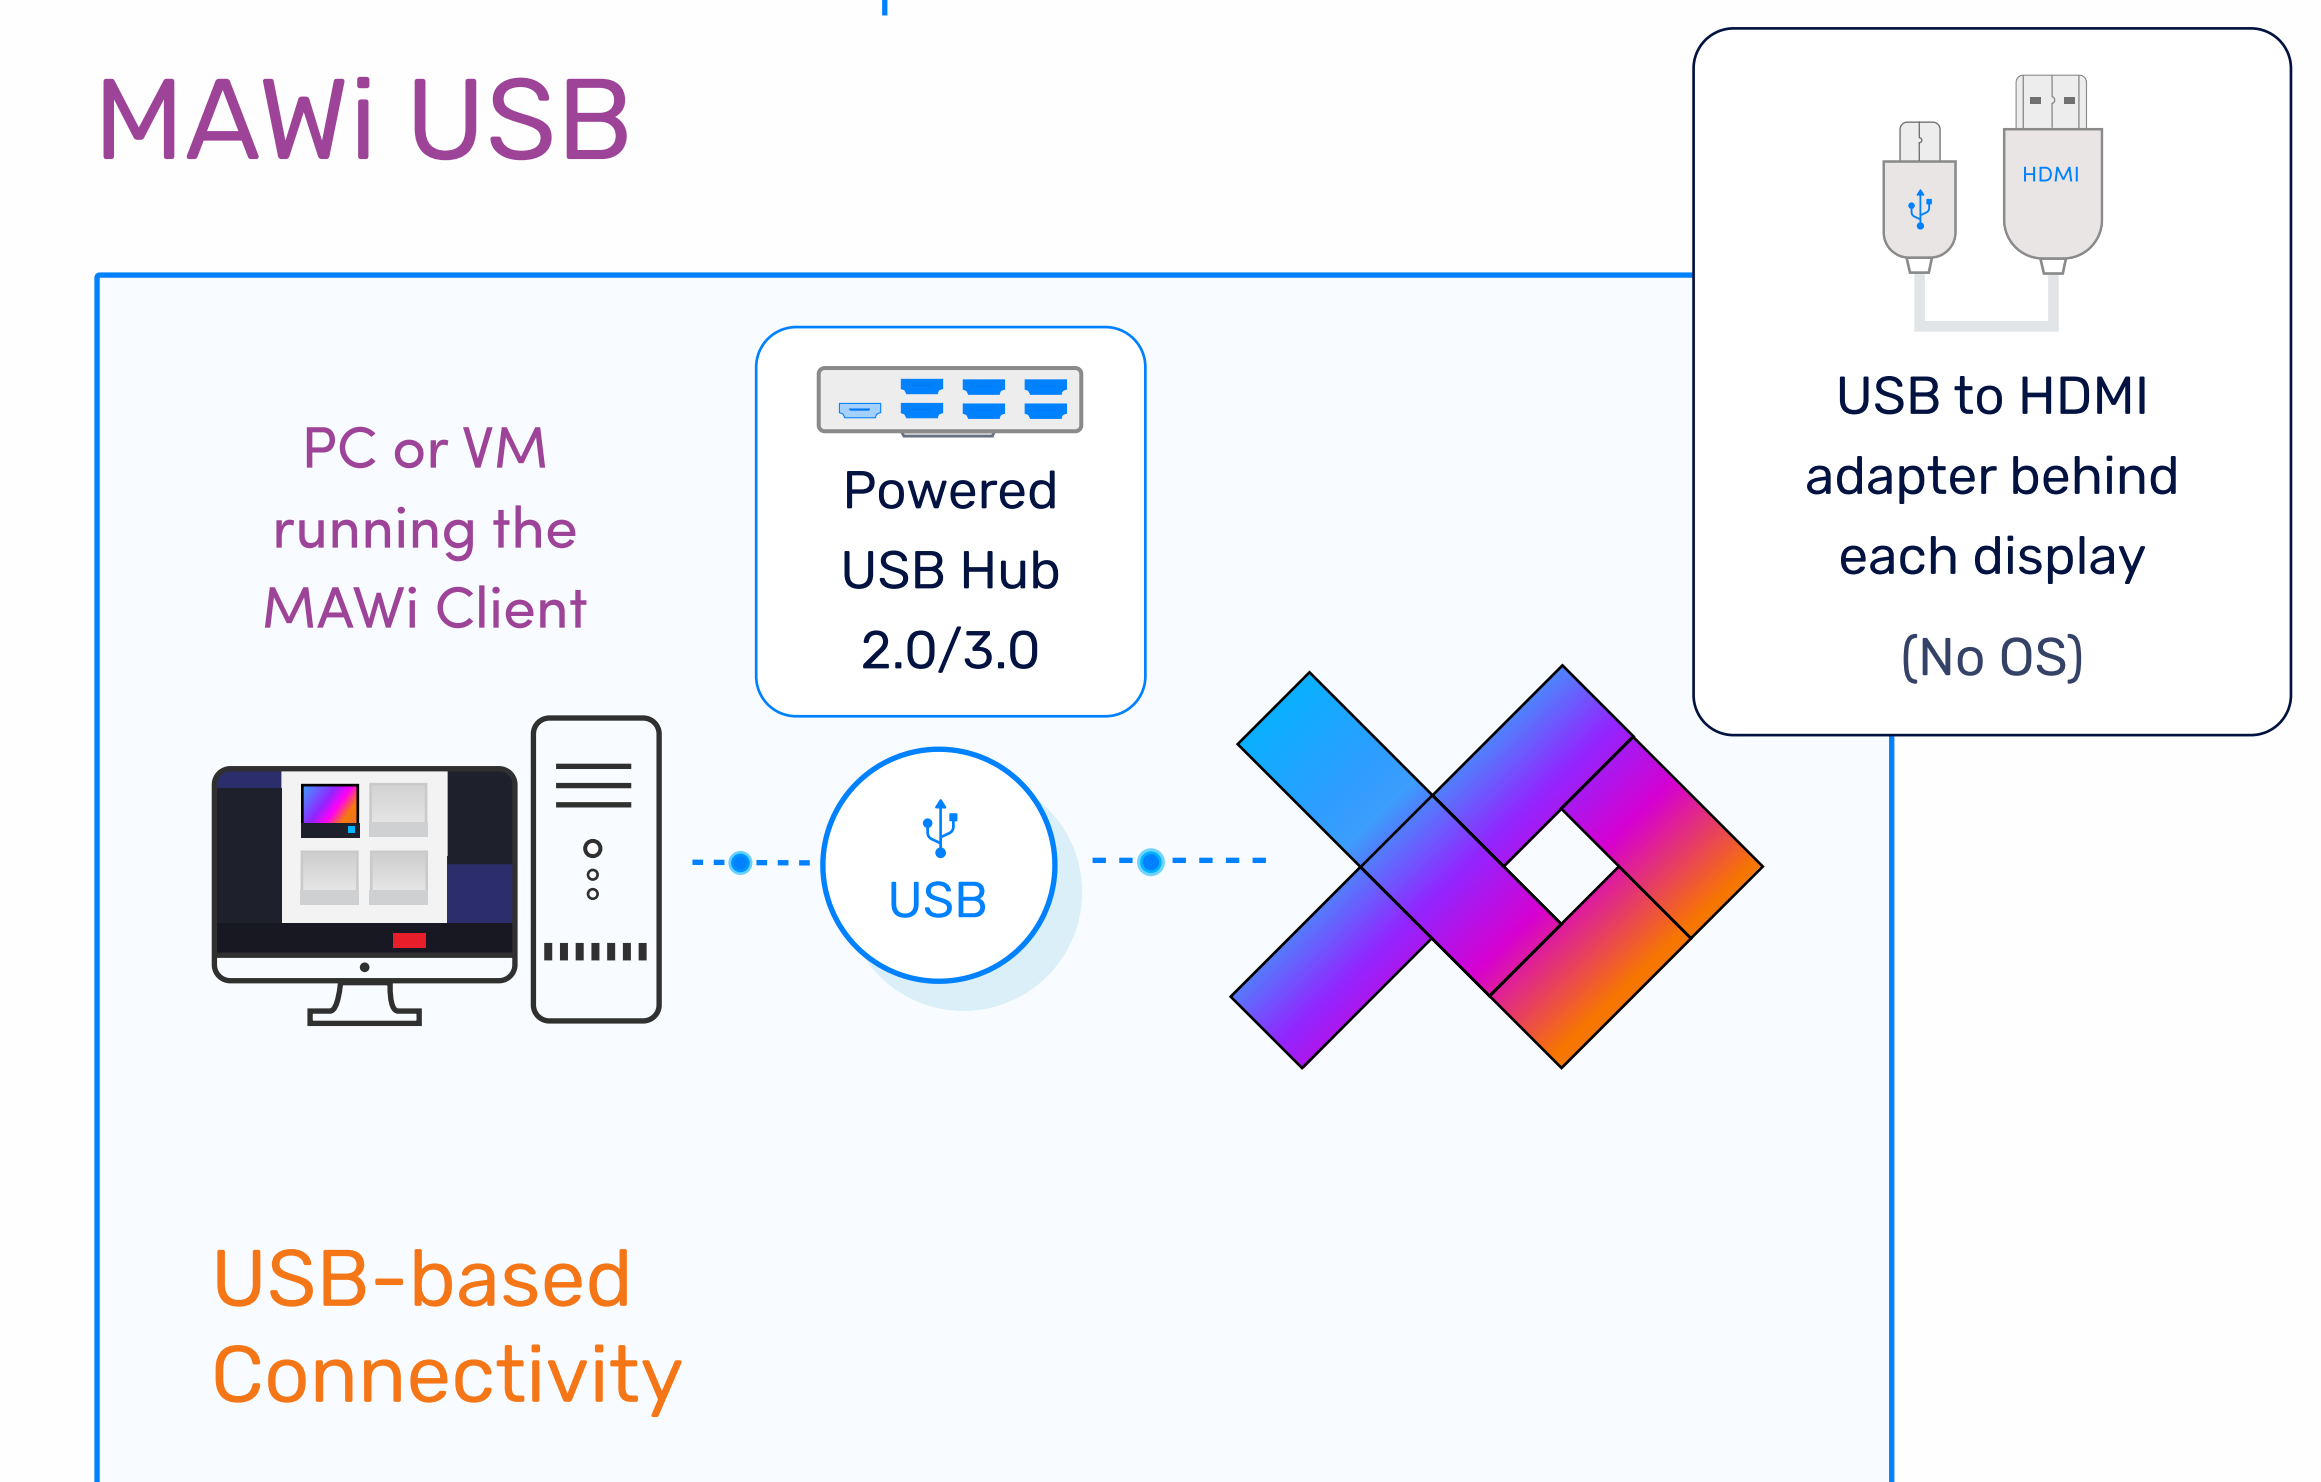 MAWi USB
HDMI
USB to HDMI
adapter behind
each display
(No OS)
PC or VM
running the
MAWi Client
Powered
USB Hub
2.0/3.0
USB
USB-based
Connectivity